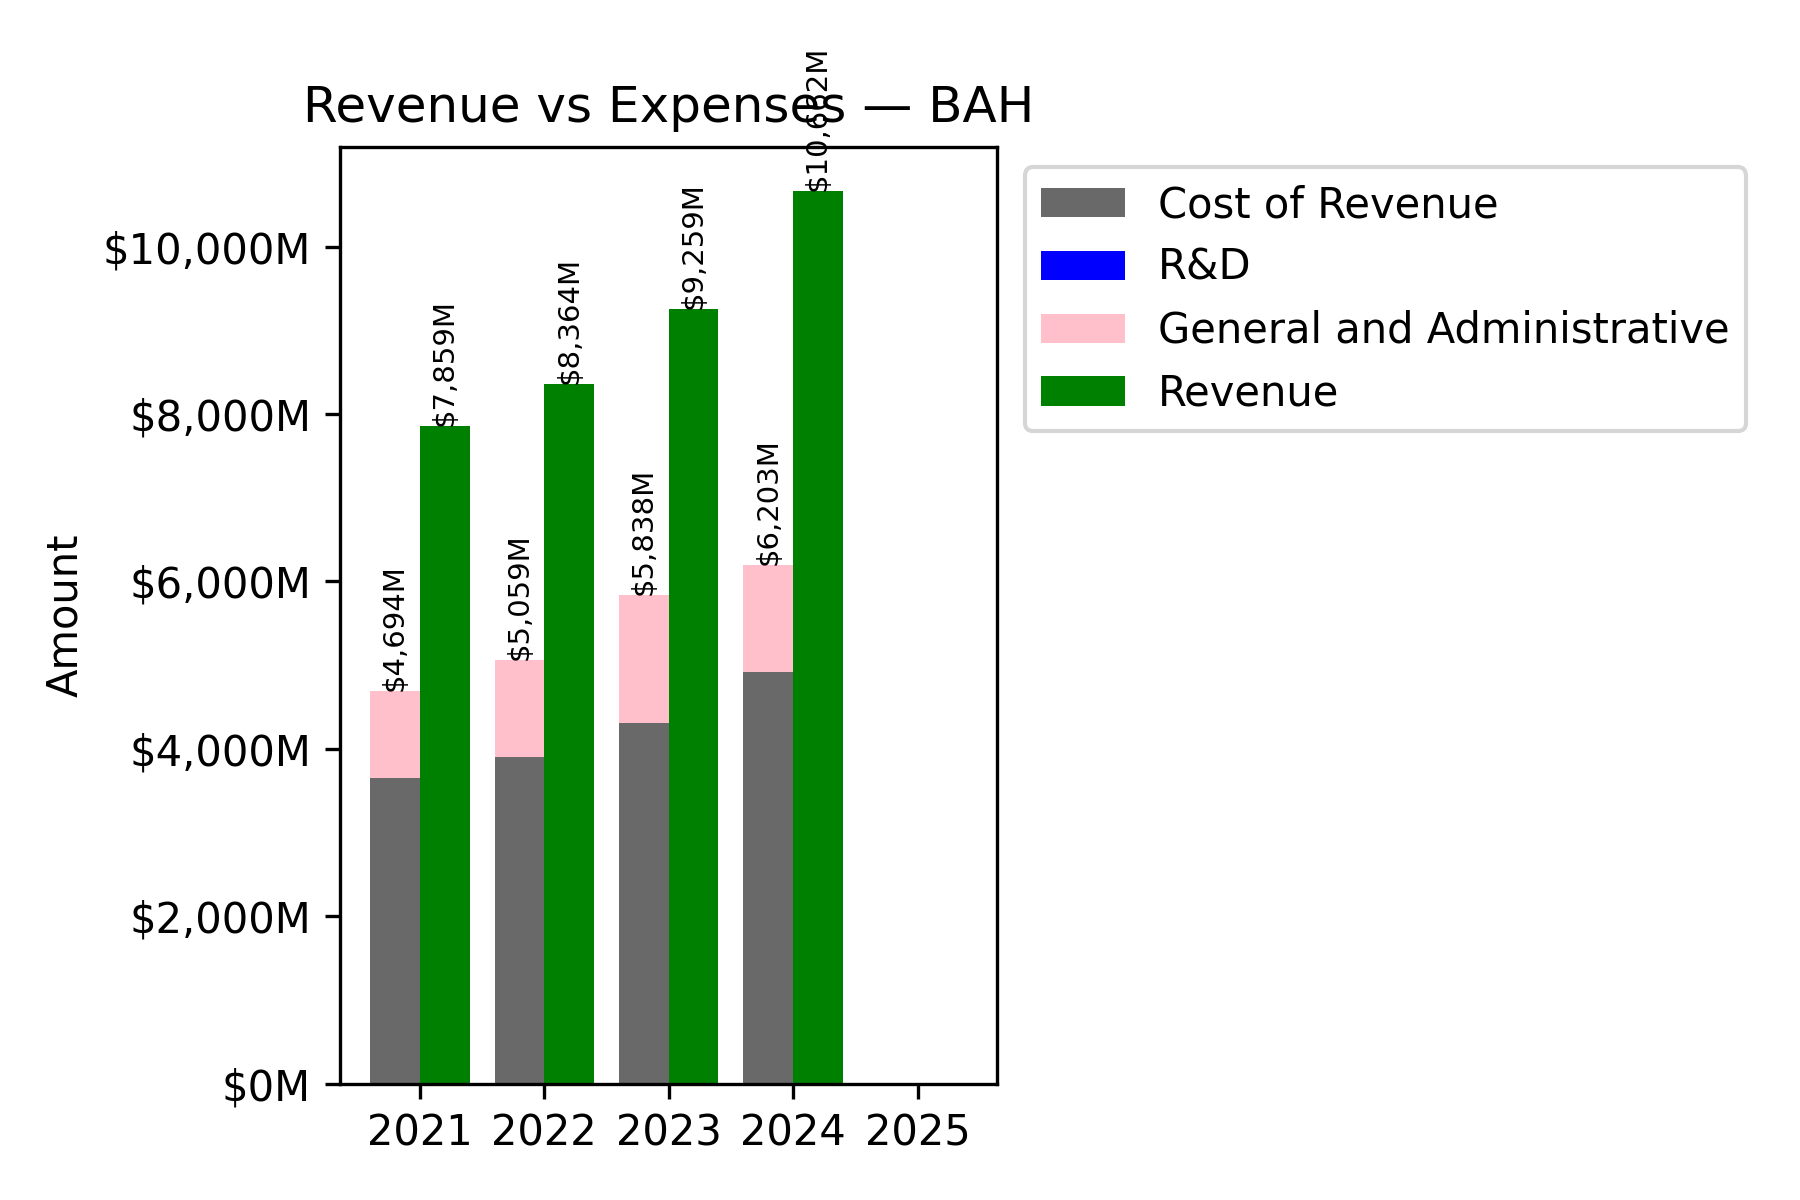 Revenue vs Expenses — BAH
Amount
$10,000M
$8,000M
$6,000M
$4,000M
$2,000M
$0M
$4,694M
$7,859M
$5,059M
$8,364M
$5,838M
$9,259M
$6,203M
$10,662M
2021 2022 2023 2024 2025
Cost of Revenue
R&D
General and Administrative
Revenue